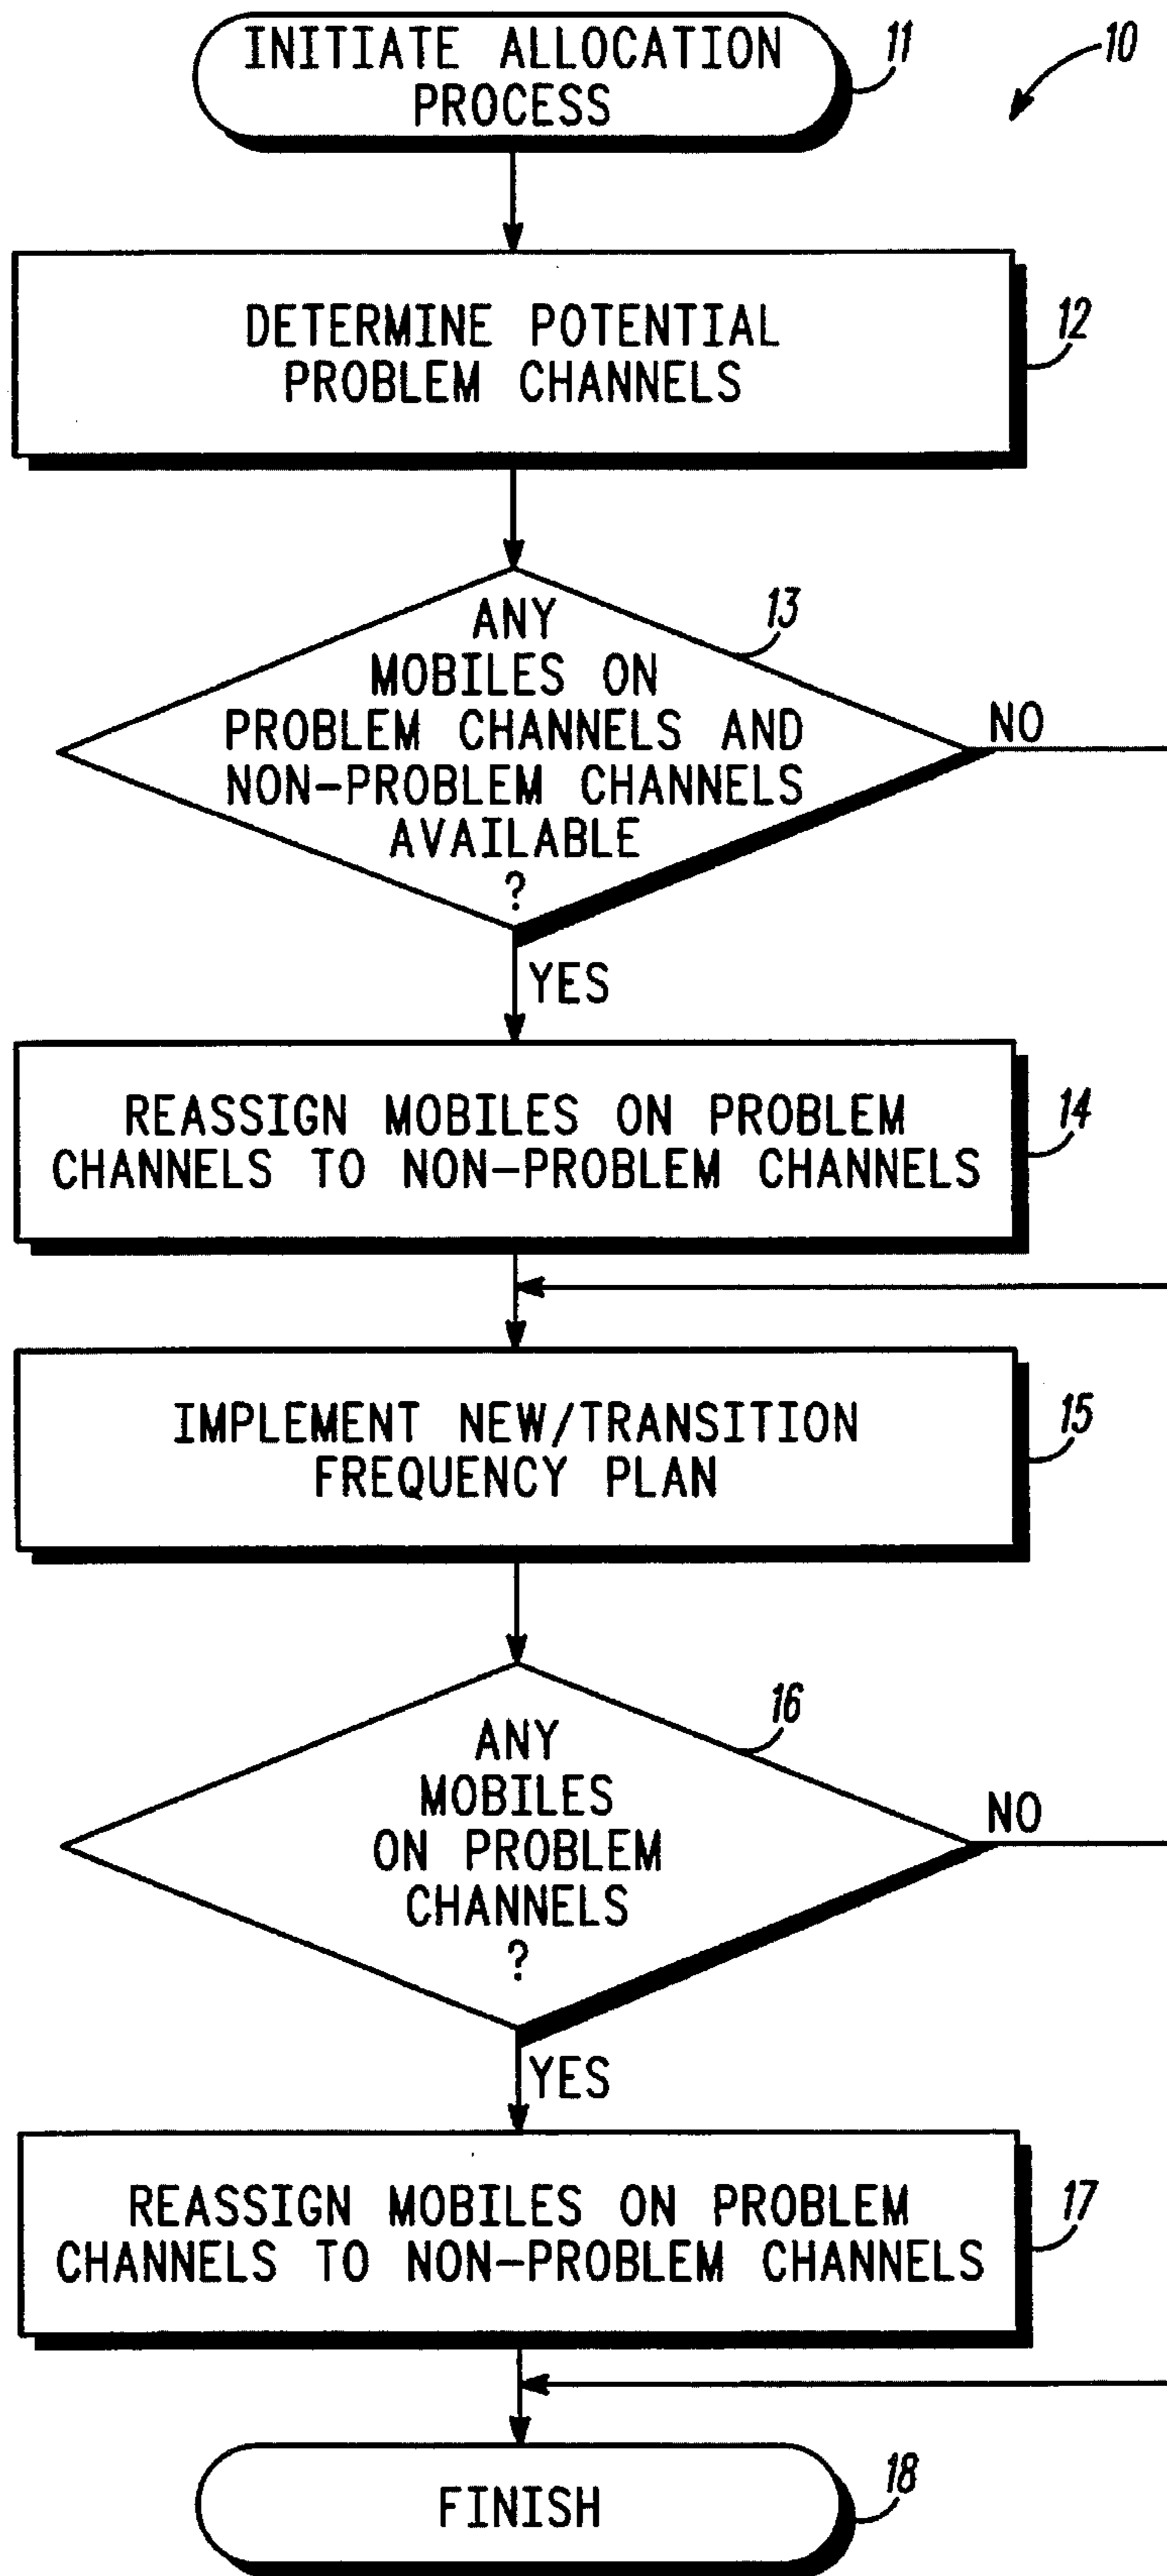 INITIATE ALLOCATION
PROCESS
11
10
DETERMINE POTENTIAL
PROBLEM CHANNELS
12
ANY
MOBILES ON
PROBLEM CHANNELS AND
NON-PROBLEM CHANNELS
AVAILABLE
?
13
NO
YES
REASSIGN MOBILES ON PROBLEM
CHANNELS TO NON-PROBLEM CHANNELS
14
IMPLEMENT NEW/TRANSITION
FREQUENCY PLAN
15
ANY
MOBILES
ON PROBLEM
CHANNELS
?
16
NO
YES
REASSIGN MOBILES ON PROBLEM
CHANNELS TO NON-PROBLEM CHANNELS
17
FINISH
18